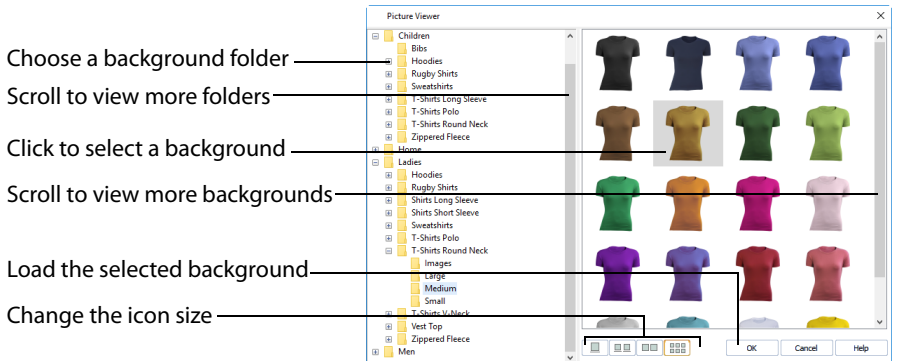 Picture Viewer
Children
Bibs
Choose a background folder
Hoodies
Rugby Shirts
Sweatshirts
Scroll to view more folders
T-Shirts Long Sleeve
T-Shirts Polo
T-Shirts Round Neck
Zippered Fleece
Click to select a background
Home
Ladies
Hoodies
Rugby Shirts
Scroll to view more backgrounds
Shirts Long Sleeve
Shirts Short Sleeve
Sweatshirts
T-Shirts Polo
T-Shirts Round Neck
Images
Load the selected background
Large
Medium
Small
Change the icon size
T-Shirts V-Neck
Vest Top
Zippered Fleece
Men
OK Cancel Help